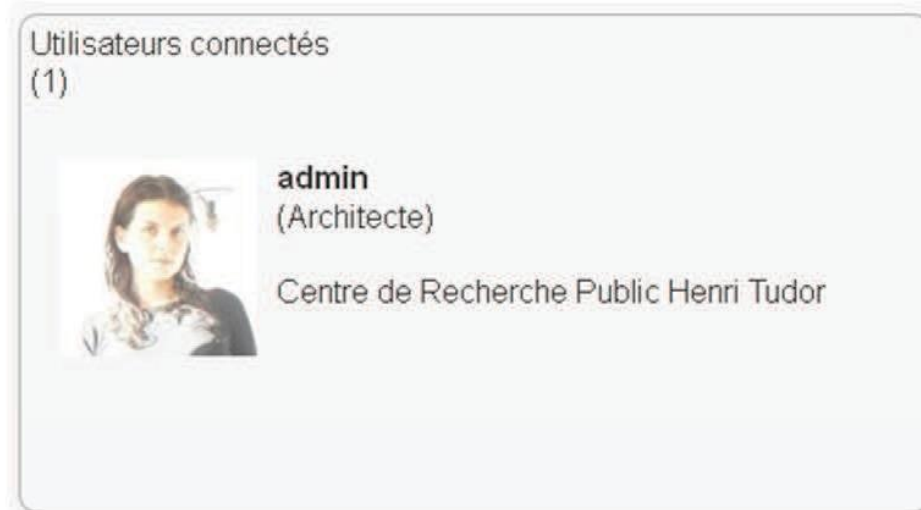 Utilisateurs connectés
(1)
admin
(Architecte)
Centre de Recherche Public Henri Tudor